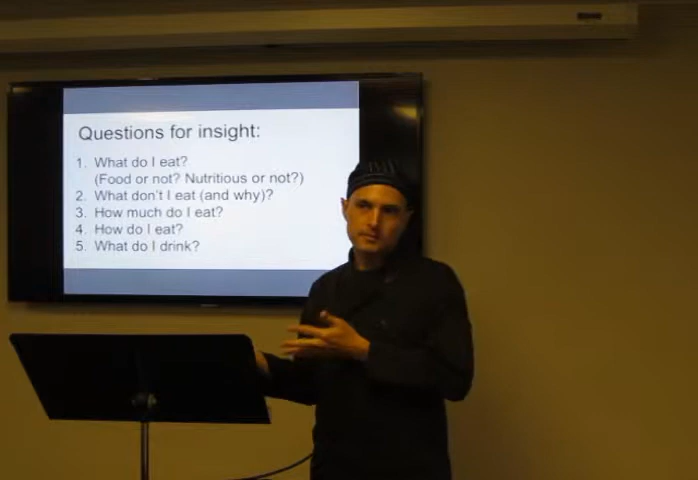 Questions for insight:
1. What do I eat?
(Food or not? Nutritious or not?)
2. What don't I eat (and why)?
3. How much do I eat?
4. How do I eat?
5. What do I drink?